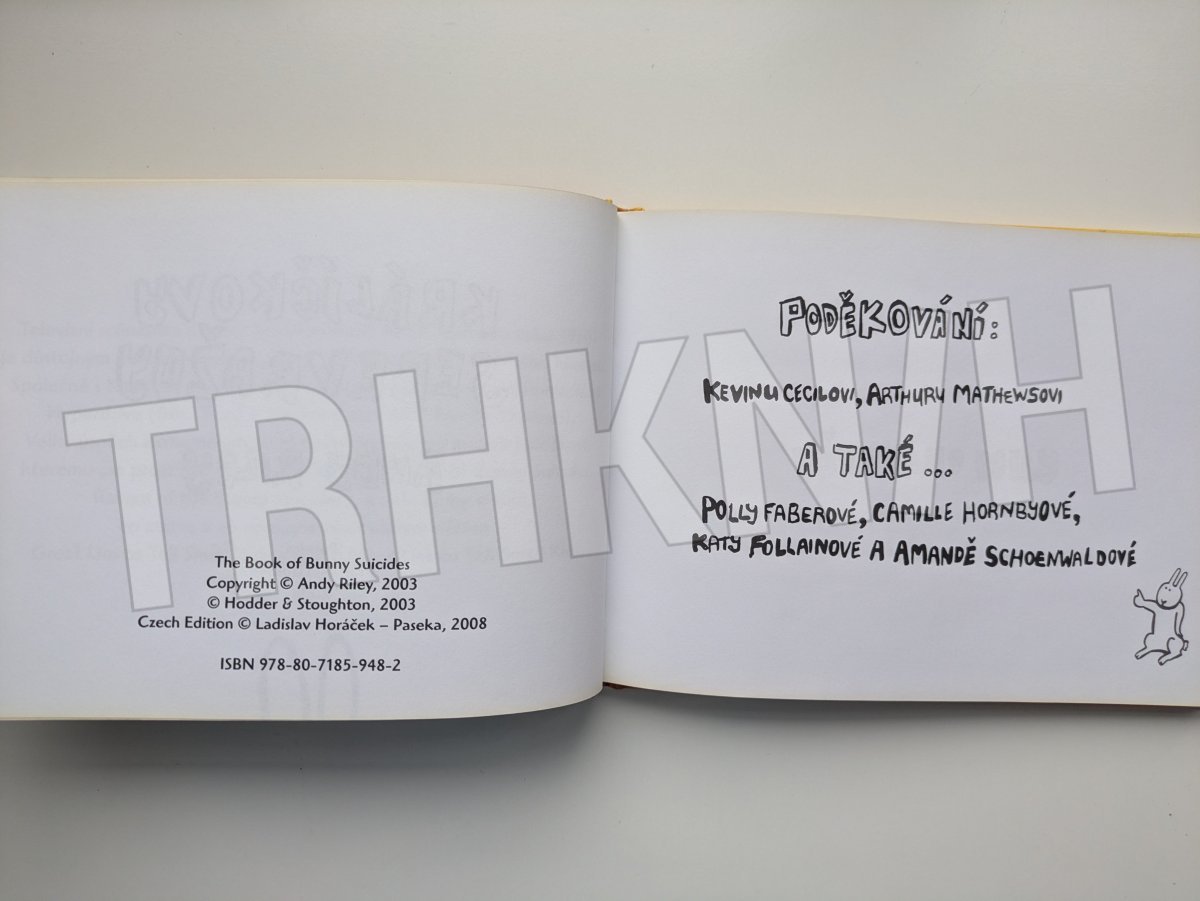 The Book of Bunny Suicides
Copyright © Andy Riley, 2003
© Hodder & Stoughton, 2003
Czech Edition © Ladislav Horáček – Paseka, 2008
ISBN 978-80-7185-948-2
PODĚKOVÁNÍ:
KEVINU CECILOVI, ARTHURU MATHEWSOVI
A TAKÉ ...
POLLY FABEROVÉ, CAMILLE HORNBYOVÉ,
KATY FOLLAINOVÉ A AMANDĚ SCHOENWALDOVÉ
TRHKNIH